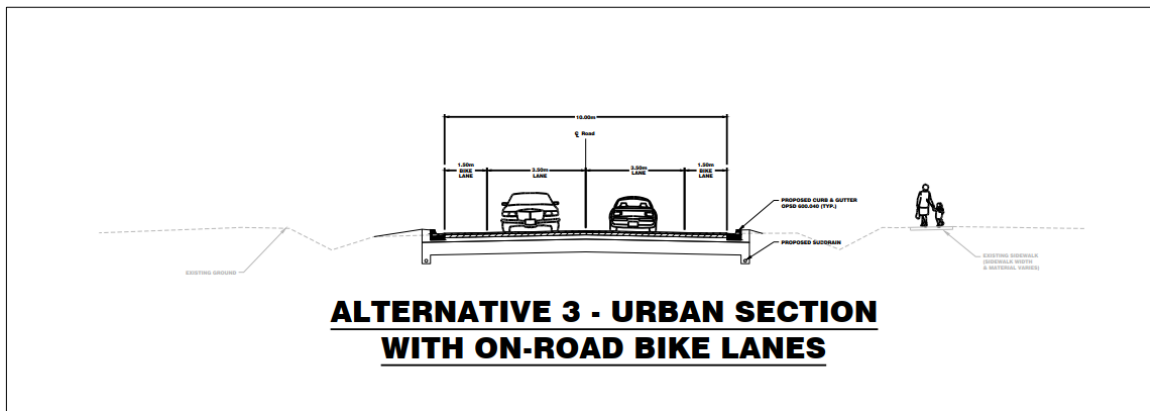 10.00m
℄ Road
1.50m
BIKE
LANE
3.50m
LANE
3.50m
LANE
1.50m
BIKE
LANE
PROPOSED CURB & GUTTER
OPSD 600.040 (TYP.)
PROPOSED SUBDRAIN
EXISTING GROUND
EXISTING SIDEWALK
(SIDEWALK WIDTH
& MATERIAL VARIES)
ALTERNATIVE 3 - URBAN SECTION
WITH ON-ROAD BIKE LANES